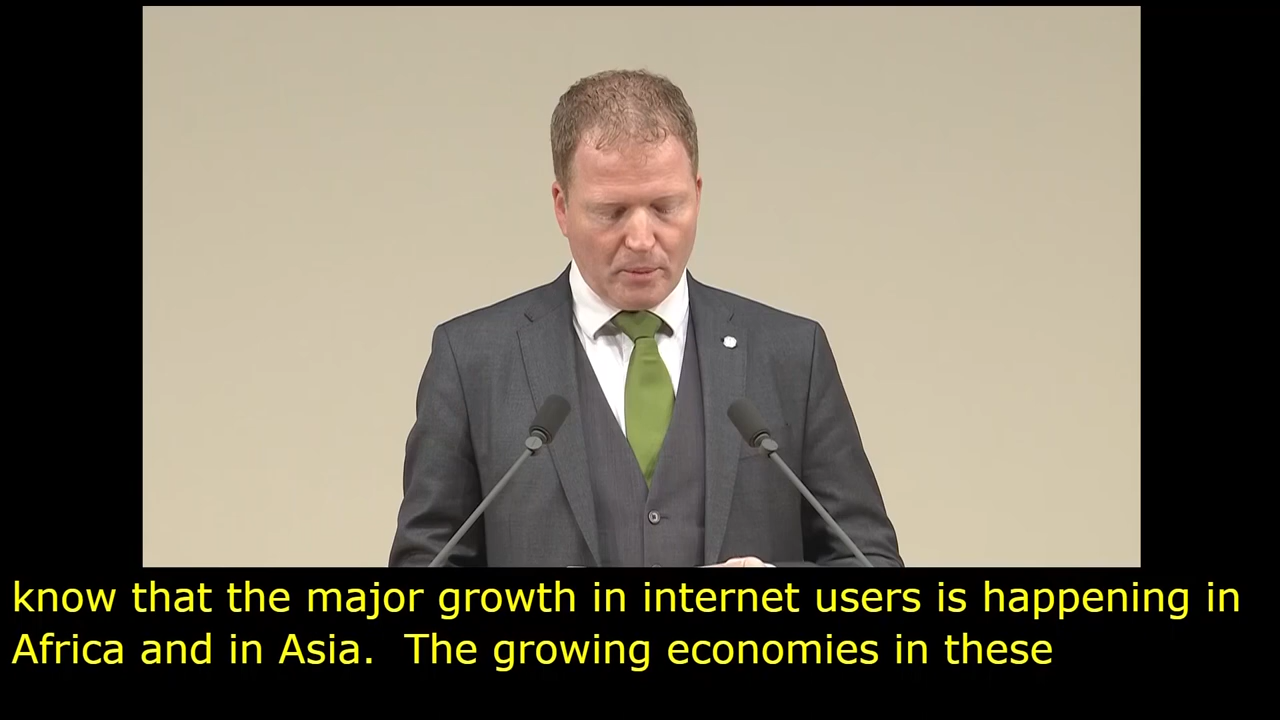 know that the major growth in internet users is happening in
Africa and in Asia.  The growing economies in these